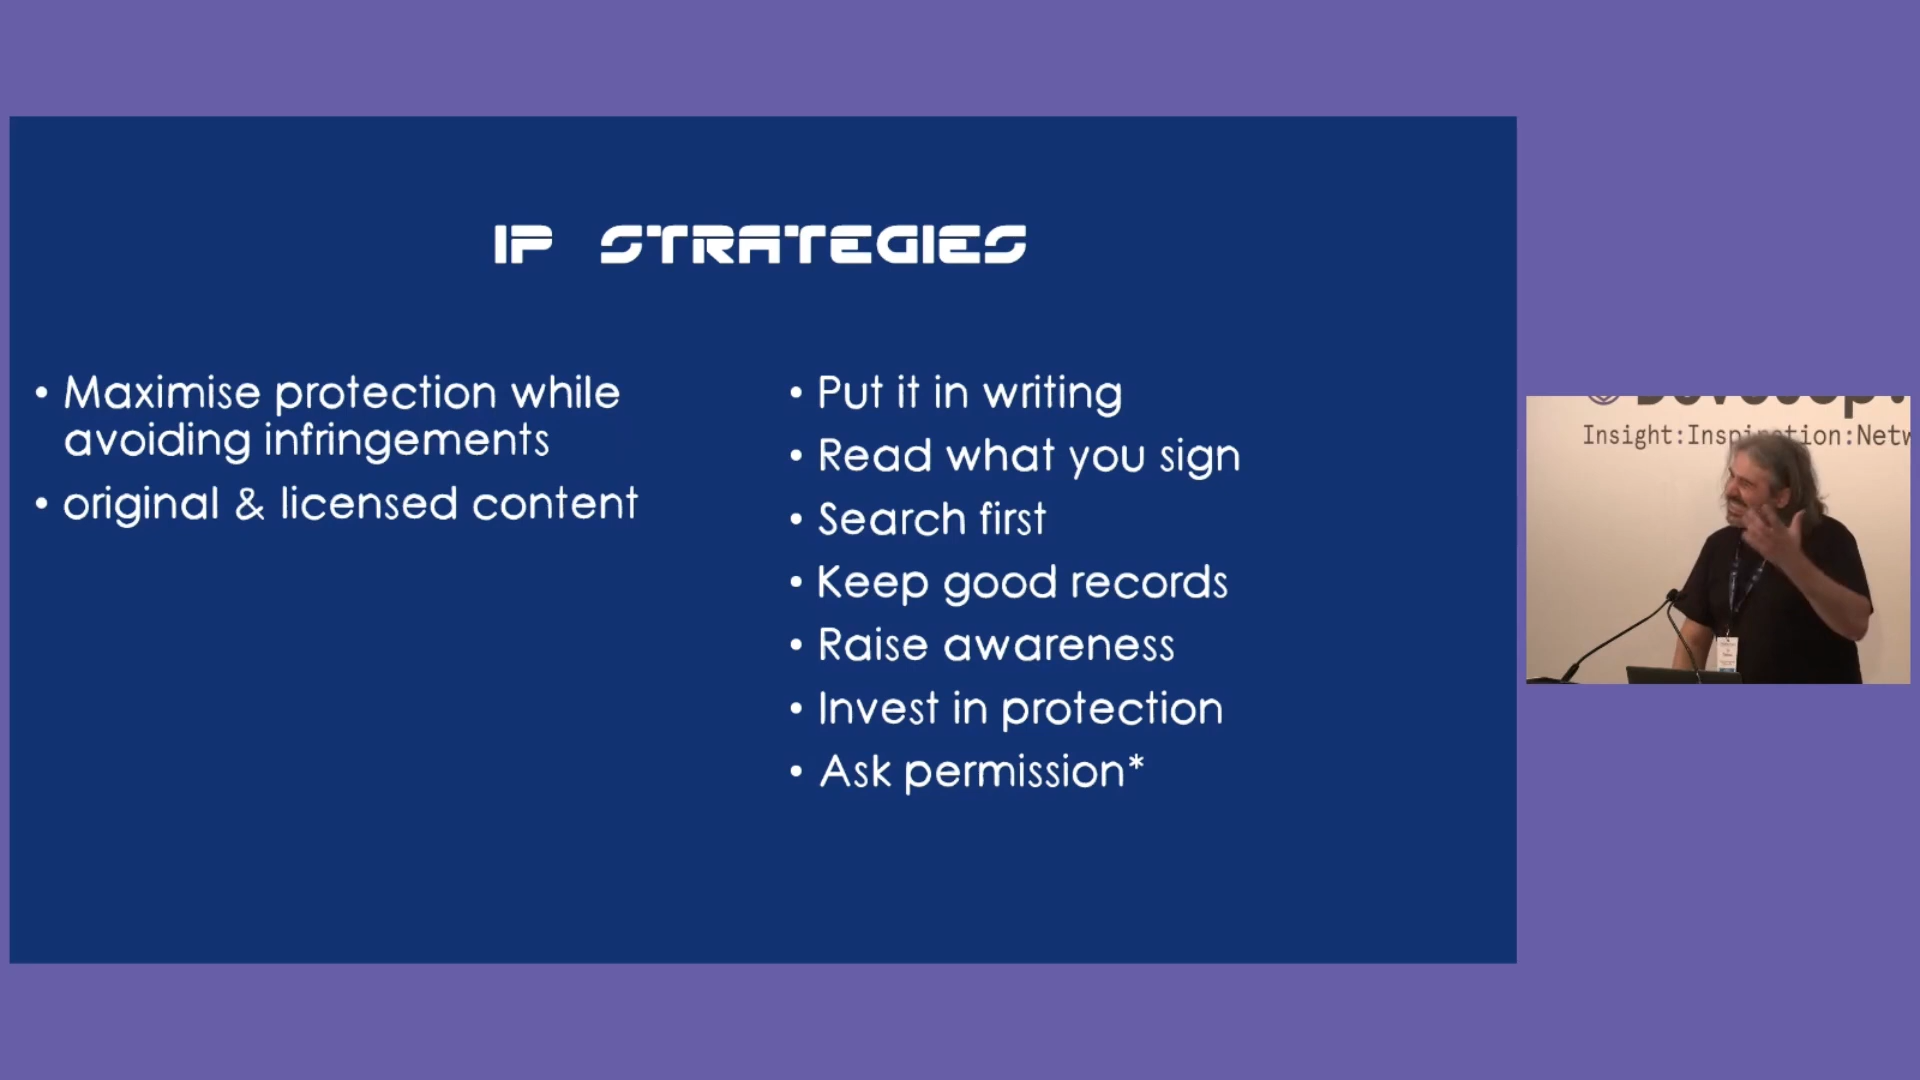 IP STRATEGIES
• Maximise protection while
avoiding infringements
• original & licensed content
• Put it in writing
• Read what you sign
• Search first
• Keep good records
• Raise awareness
• Invest in protection
• Ask permission*
Insight:Inspiration:Netw